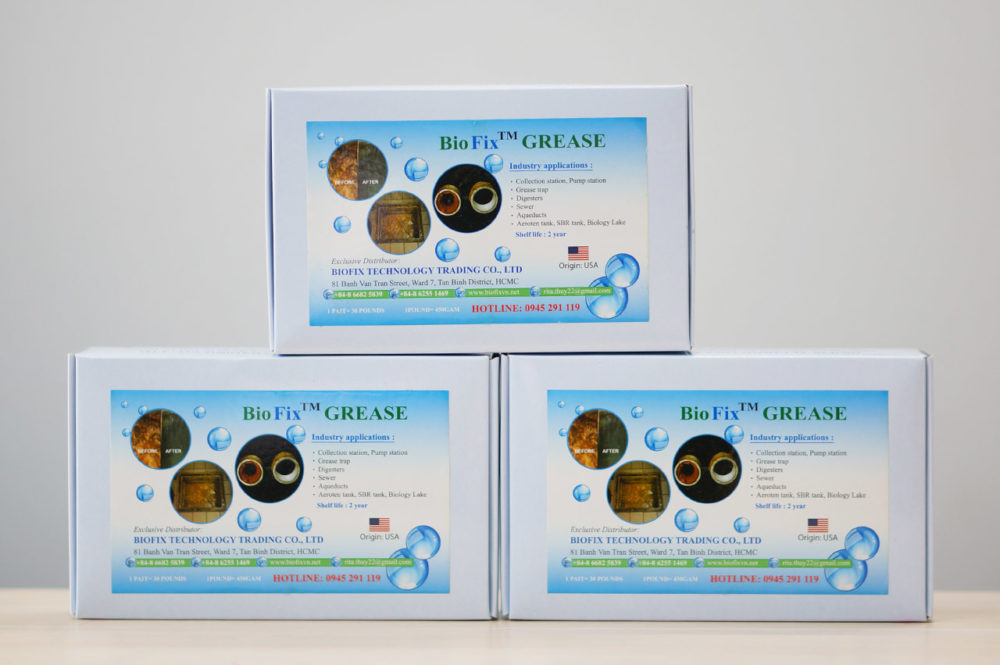 BioFix™ GREASE
BEFORE AFTER
Industry applications :
· Collection station, Pump station
· Grease trap
· Digesters
· Sewer
· Aqueducts
· Aeroten tank, SBR tank, Biology Lake
Shelf life : 2 year
Exclusive Distributor:
Origin: USA
BIOFIX TECHNOLOGY TRADING CO., LTD
81 Banh Van Tran Street, Ward 7, Tan Binh District, HCMC
+84-8 6682 5839 +84-8 6255 1469 www.biofixvn.net rita.thuy22@gmail.com
1 PAIT= 30 POUNDS 1POUND= 450GAM HOTLINE: 0945 291 119
BioFix™ GREASE
BEFORE AFTER
Industry applications :
· Collection station, Pump station
· Grease trap
· Digesters
· Sewer
· Aqueducts
· Aeroten tank, SBR tank, Biology Lake
Shelf life : 2 year
Exclusive Distributor:
Origin: USA
BIOFIX TECHNOLOGY TRADING CO., LTD
81 Banh Van Tran Street, Ward 7, Tan Binh District, HCMC
+84-8 6682 5839 +84-8 6255 1469 www.biofixvn.net rita.thuy22@gmail.com
1 PAIT= 30 POUNDS 1POUND= 450GAM HOTLINE: 0945 291 119
BioFix™ GREASE
BEFORE AFTER
Industry applications :
· Collection station, Pump station
· Grease trap
· Digesters
· Sewer
· Aqueducts
· Aeroten tank, SBR tank, Biology Lake
Shelf life : 2 year
Exclusive Distributor:
Origin: USA
BIOFIX TECHNOLOGY TRADING CO., LTD
81 Banh Van Tran Street, Ward 7, Tan Binh District, HCMC
+84-8 6682 5839 +84-8 6255 1469 www.biofixvn.net rita.thuy22@gmail.com
1 PAIT= 30 POUNDS 1POUND= 450GAM HOTLINE: 0945 291 119